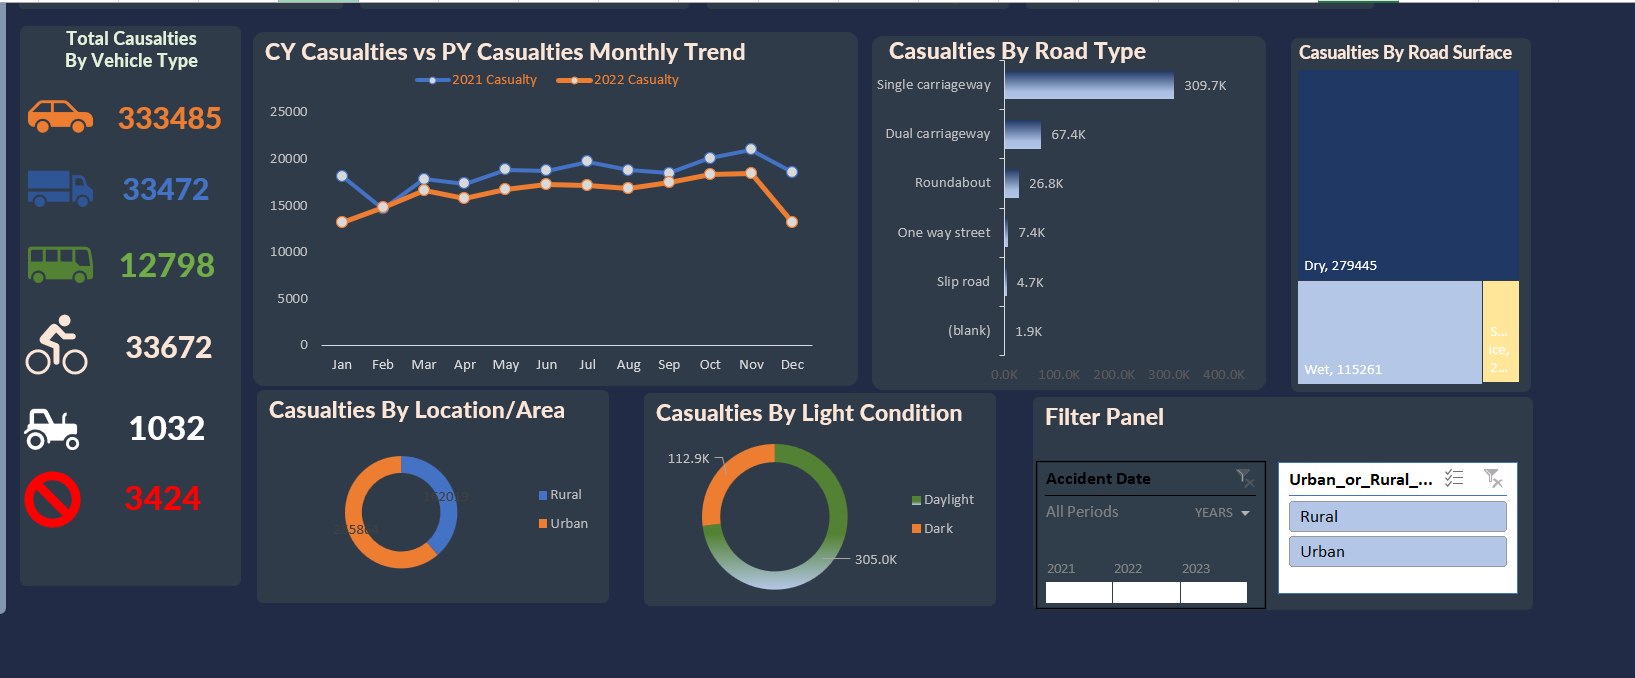 Total Causalties
By Vehicle Type
333485
33472
12798
33672
1032
3424
CY Casualties vs PY Casualties Monthly Trend
2021 Casualty 2022 Casualty
25000
20000
15000
10000
5000
0
Jan Feb Mar Apr May Jun Jul Aug Sep Oct Nov Dec
Casualties By Road Type
Single carriageway 309.7K
Dual carriageway 67.4K
Roundabout 26.8K
One way street 7.4K
Slip road 4.7K
(blank) 1.9K
0.0K 100.0K 200.0K 300.0K 400.0K
Casualties By Road Surface
Dry, 279445
Wet, 115261
S...
ice,
2...
Casualties By Location/Area
Rural
Urban
Casualties By Light Condition
112.9K
305.0K
Daylight
Dark
Filter Panel
Accident Date
All Periods YEARS
2021 2022 2023
Urban_or_Rural_...
Rural
Urban